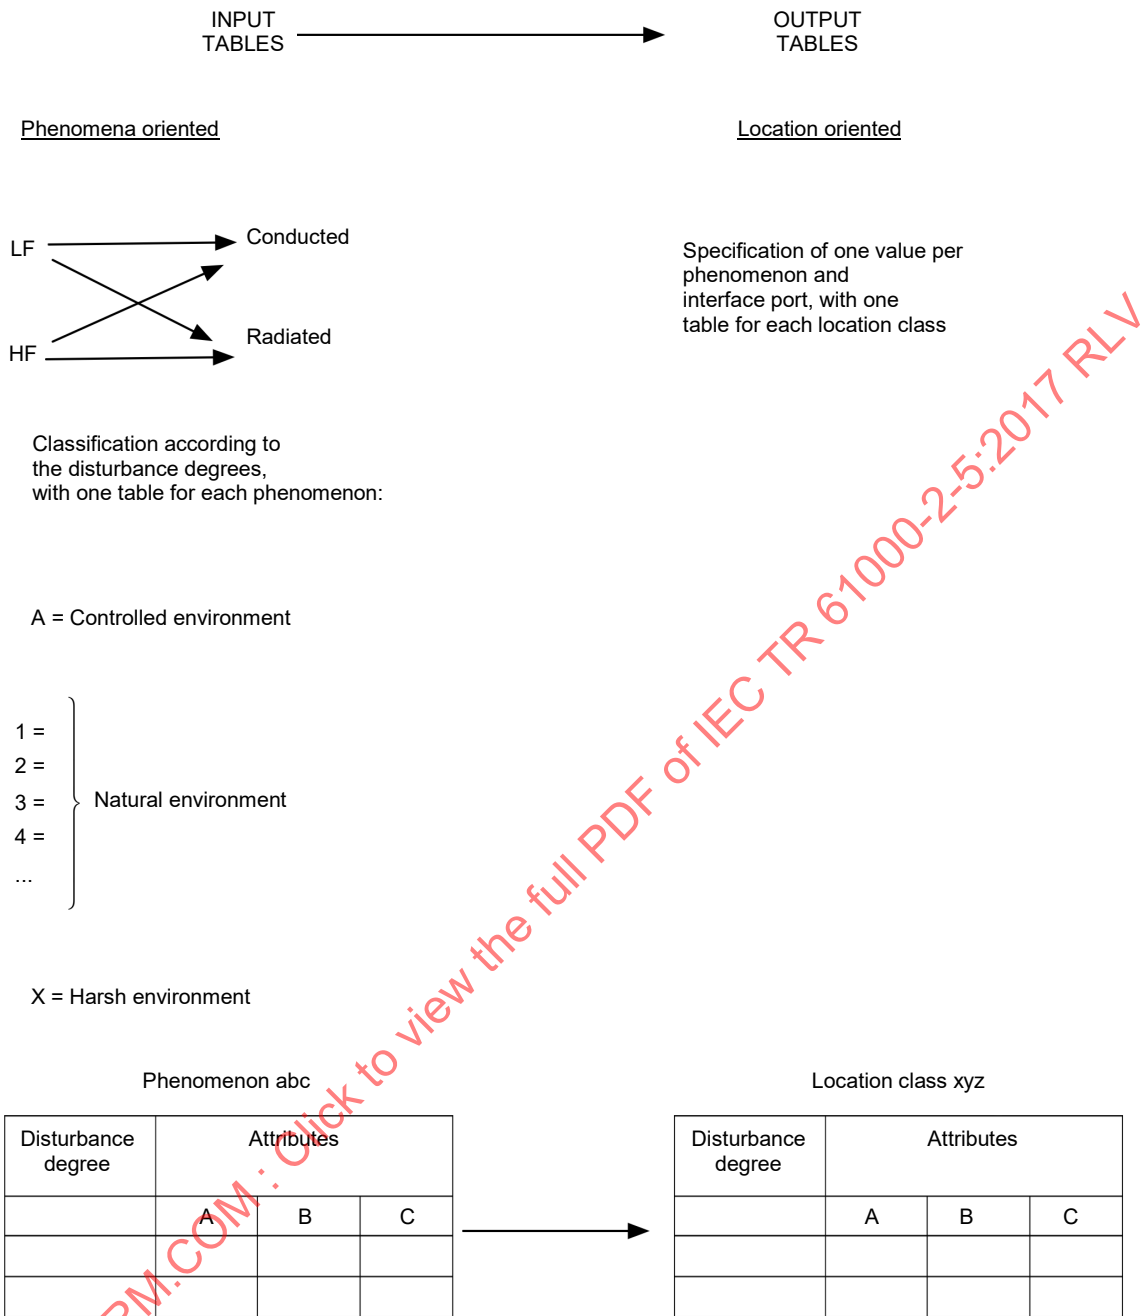 INPUT
TABLES
OUTPUT
TABLES
Phenomena oriented
Location oriented
LF
Conducted
HF
Radiated
Specification of one value per
phenomenon and
interface port, with one
table for each location class
Classification according to
the disturbance degrees,
with one table for each phenomenon:
A = Controlled environment
1 =
2 =
3 =
4 =
...
Natural environment
X = Harsh environment
Phenomenon abc
Disturbance
degree
Attributes
A B C
Location class xyz
Disturbance
degree
Attributes
A B C
RM.COM : Click to view the full PDF of IEC TR 61000-2-5:2017 RLV